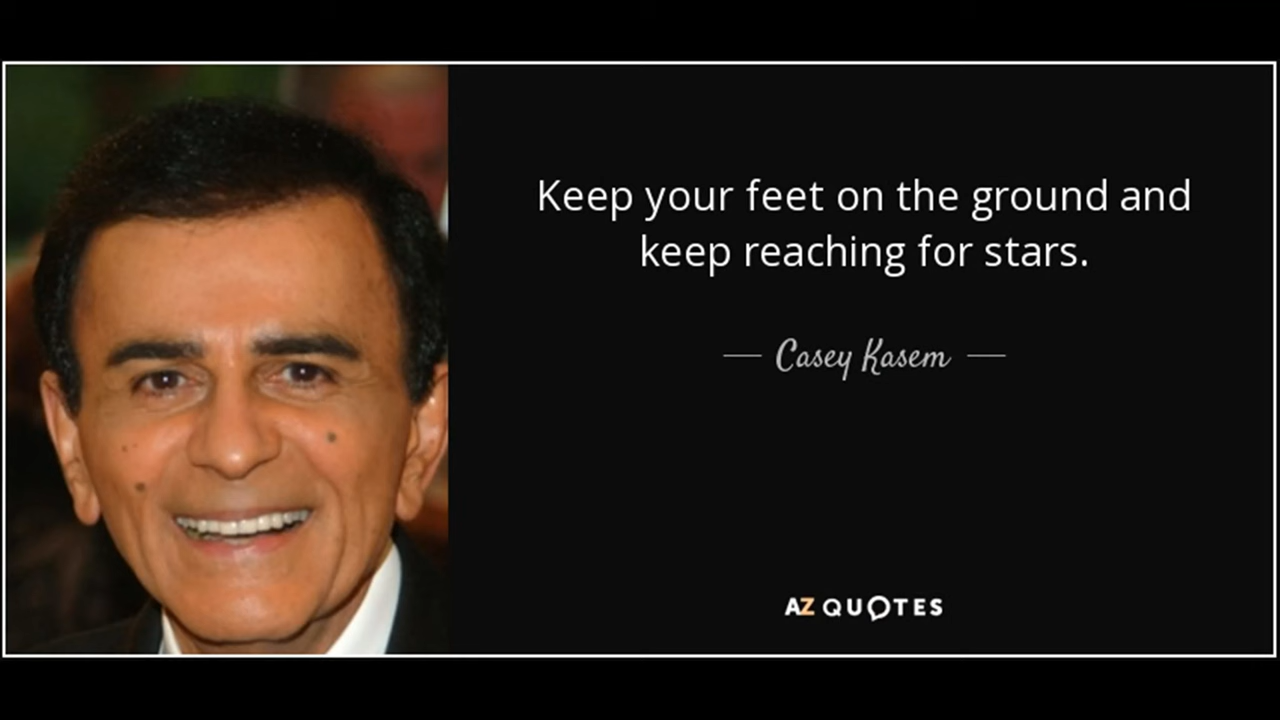 Keep your feet on the ground and
keep reaching for stars.
Casey Kasem
AZ QUOTES